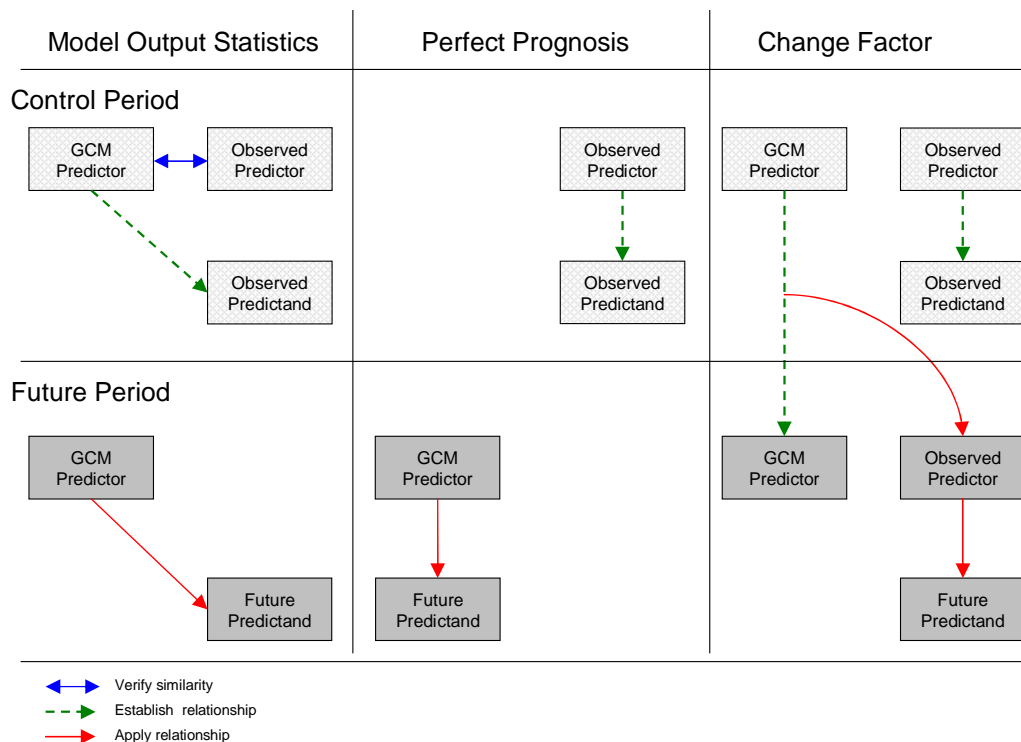 Model Output Statistics
Perfect Prognosis
Change Factor
Control Period
GCM
Predictor
Observed
Predictor
Observed
Predictor
GCM
Predictor
Observed
Predictor
Observed
Predictand
Observed
Predictand
Observed
Predictand
Future Period
GCM
Predictor
GCM
Predictor
GCM
Predictor
Observed
Predictor
Future
Predictand
Future
Predictand
Future
Predictand
Verify similarity
Establish relationship
Apply relationship